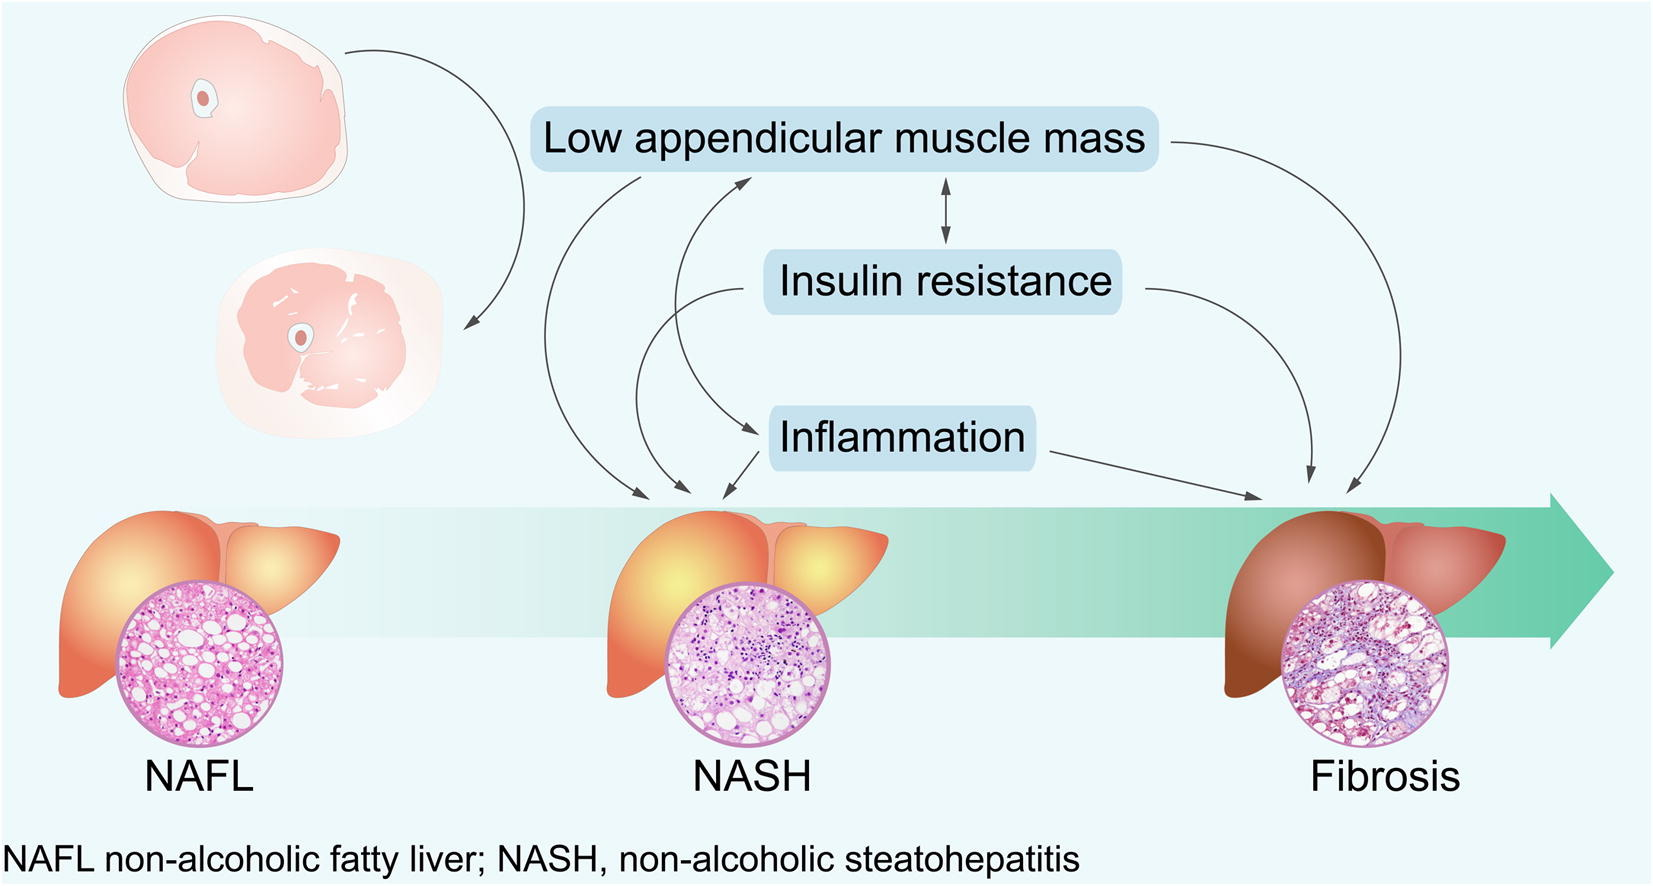 Low appendicular muscle mass
Insulin resistance
Inflammation
NAFL
NASH
Fibrosis
NAFL non-alcoholic fatty liver; NASH, non-alcoholic steatohepatitis